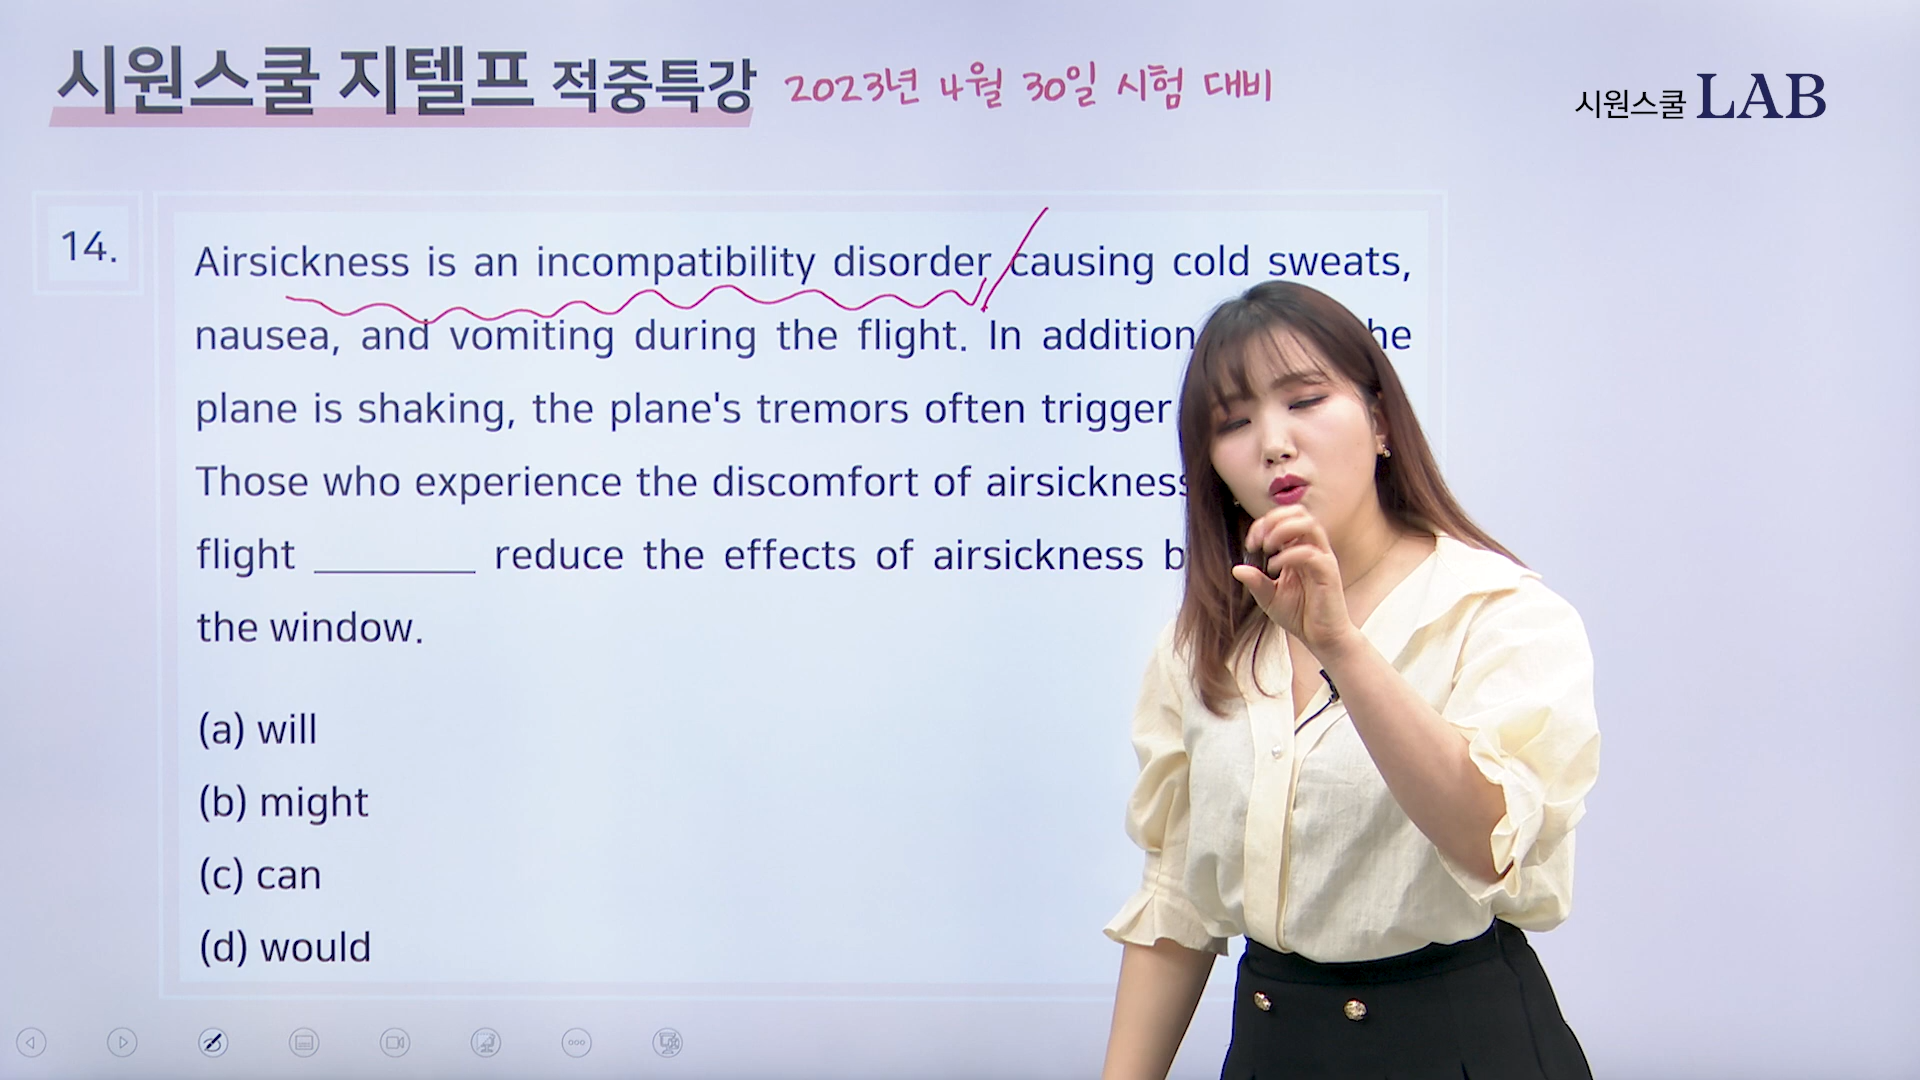 시원스쿨 지텔프 적중특강 2023년 4월 30일 시험 대비
시원스쿨 LAB
14.
Airsickness is an incompatibility disorder causing cold sweats,
nausea, and vomiting during the flight. In addition
plane is shaking, the plane's tremors often trigger
Those who experience the discomfort of airsickness
flight ______ reduce the effects of airsickness
the window.
(a) will
(b) might
(c) can
(d) would